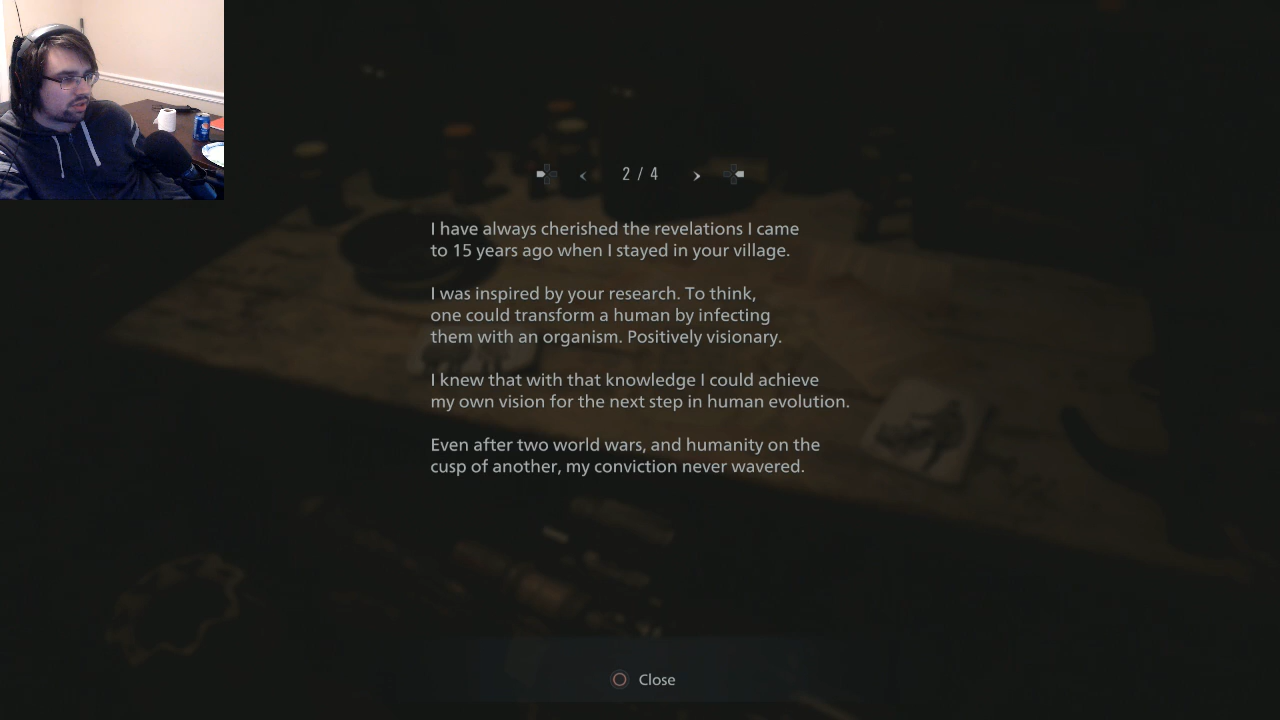 2 / 4
I have always cherished the revelations I came
to 15 years ago when I stayed in your village.
I was inspired by your research. To think,
one could transform a human by infecting
them with an organism. Positively visionary.
I knew that with that knowledge I could achieve
my own vision for the next step in human evolution.
Even after two world wars, and humanity on the
cusp of another, my conviction never wavered.
Close